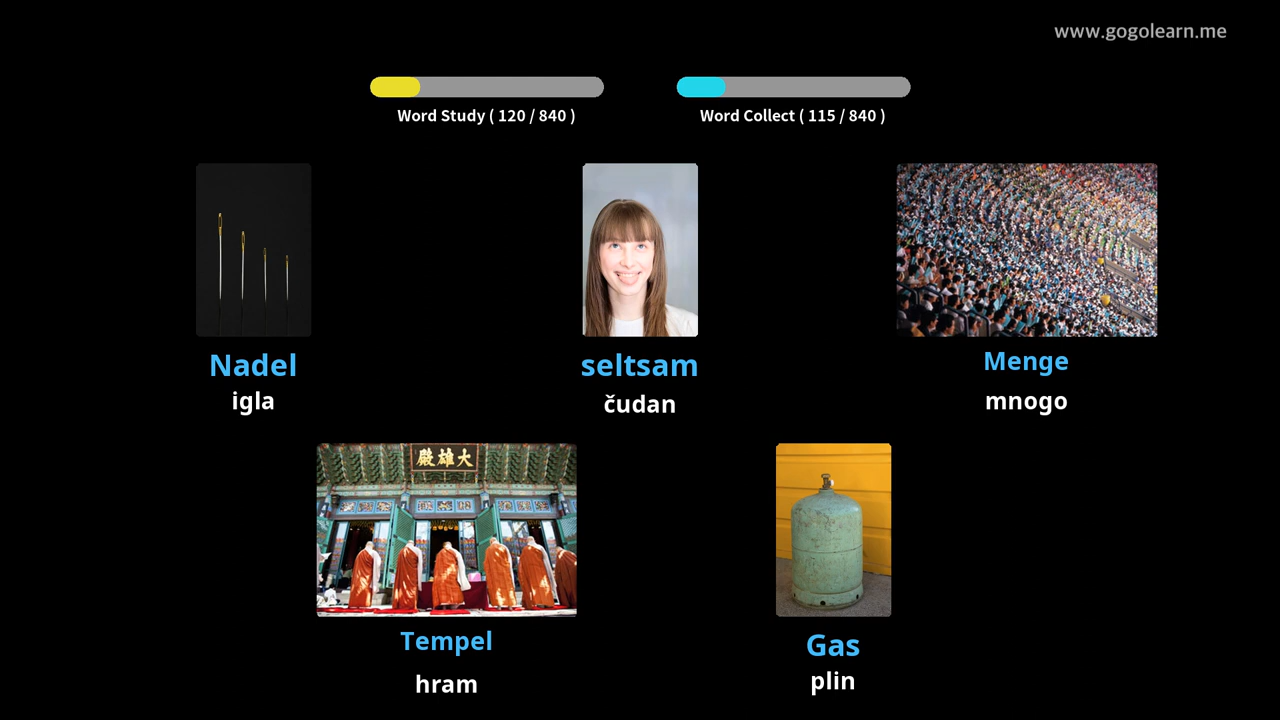 www.gogolearn.me
Word Study ( 120 / 840 )
Word Collect ( 115 / 840 )
Nadel
igla
seltsam
čudan
Menge
mnogo
殿雄大
Tempel
hram
Gas
plin